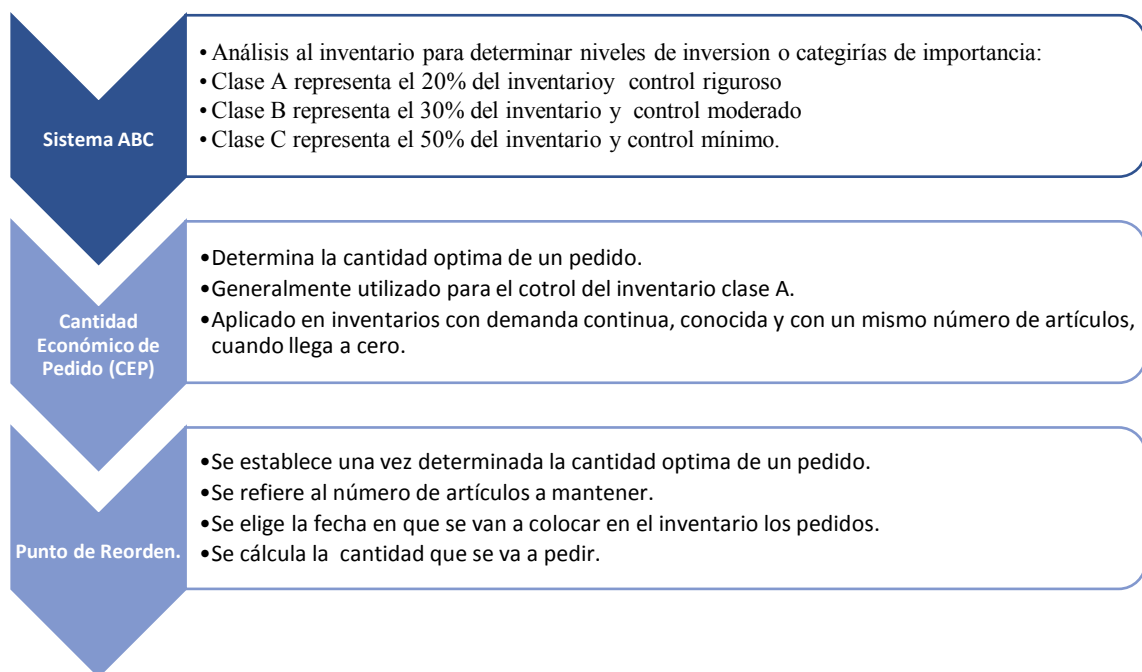 Sistema ABC
• Análisis al inventario para determinar niveles de inversion o categirías de importancia:
• Clase A representa el 20% del inventarioy control riguroso
• Clase B representa el 30% del inventario y control moderado
• Clase C representa el 50% del inventario y control mínimo.
Cantidad
Económico de
Pedido (CEP)
•Determina la cantidad optima de un pedido.
•Generalmente utilizado para el cotrol del inventario clase A.
•Aplicado en inventarios con demanda continua, conocida y con un mismo número de artículos,
cuando llega a cero.
Punto de Reorden.
•Se establece una vez determinada la cantidad optima de un pedido.
•Se refiere al número de artículos a mantener.
•Se elige la fecha en que se van a colocar en el inventario los pedidos.
•Se cálcula la cantidad que se va a pedir.